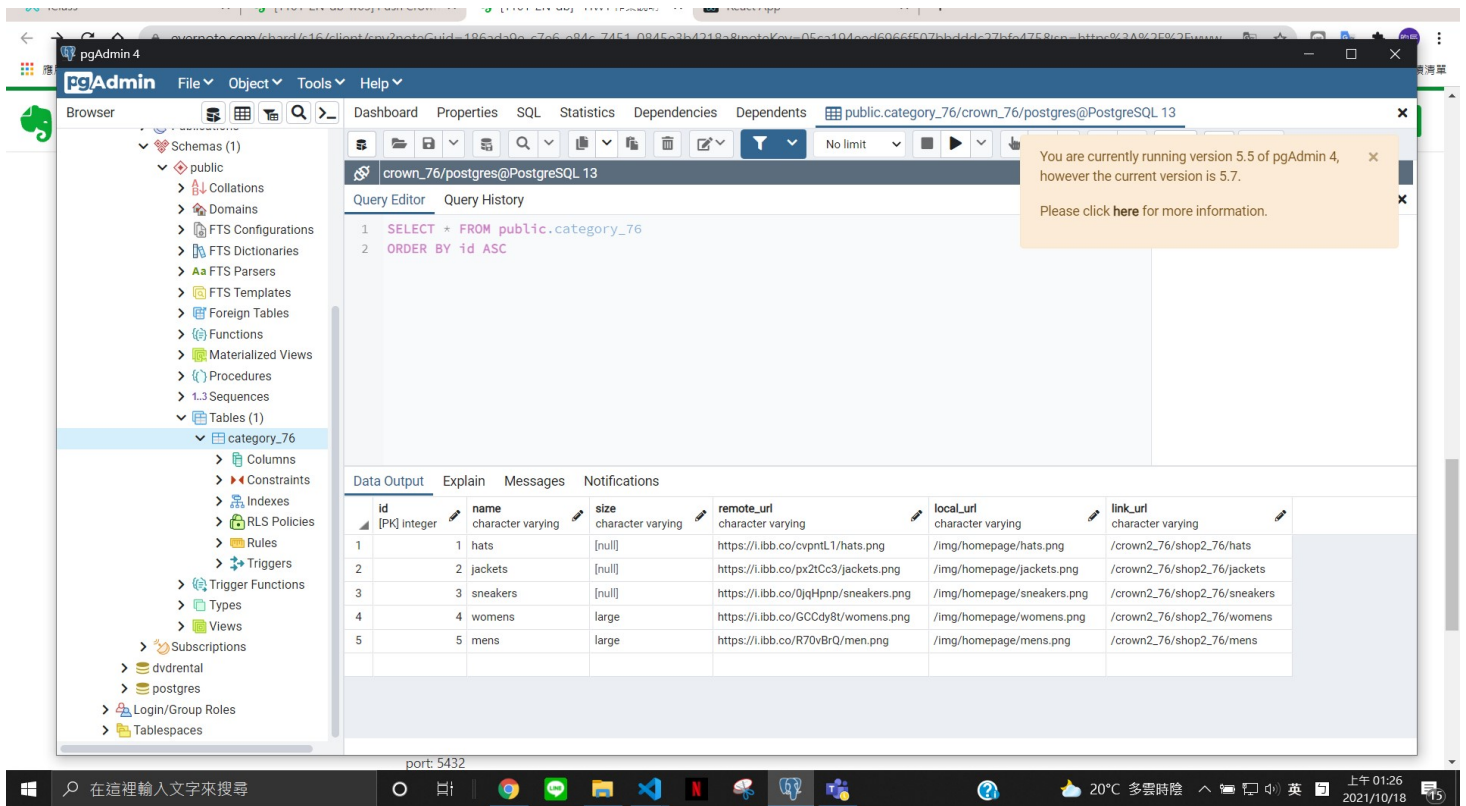 pgAdmin 4
pgAdmin File Object Tools Help
Browser
Schemas (1)
public
Collations
Domains
FTS Configurations
FTS Dictionaries
FTS Parsers
FTS Templates
Foreign Tables
Functions
Materialized Views
Procedures
1..3 Sequences
Tables (1)
category_76
Columns
Constraints
Indexes
RLS Policies
Rules
Triggers
Trigger Functions
Types
Views
Subscriptions
dvdrental
postgres
Login/Group Roles
Tablespaces
Dashboard Properties SQL Statistics Dependencies Dependents public.category_76/crown_76/postgres@PostgreSQL 13
No limit
crown_76/postgres@PostgreSQL 13
Query Editor Query History
1 SELECT * FROM public.category_76
2 ORDER BY id ASC
You are currently running version 5.5 of pgAdmin 4,
however the current version is 5.7.
Please click here for more information.
Data Output Explain Messages Notifications
id name size remote_url local_url link_url
[PK] integer character varying character varying character varying character varying character varying
1 1 hats [null] https://i.ibb.co/cvpntL1/hats.png /img/homepage/hats.png /crown2_76/shop2_76/hats
2 2 jackets [null] https://i.ibb.co/px2tCc3/jackets.png /img/homepage/jackets.png /crown2_76/shop2_76/jackets
3 3 sneakers [null] https://i.ibb.co/0jqHpnp/sneakers.png /img/homepage/sneakers.png /crown2_76/shop2_76/sneakers
4 4 womens large https://i.ibb.co/GCCdy8t/womens.png /img/homepage/womens.png /crown2_76/shop2_76/womens
5 5 mens large https://i.ibb.co/R70vBrQ/men.png /img/homepage/mens.png /crown2_76/shop2_76/mens
port: 5432
在這裡輸入文字來搜尋
20°C 多雲時陰 英
上午 01:26
2021/10/18
15